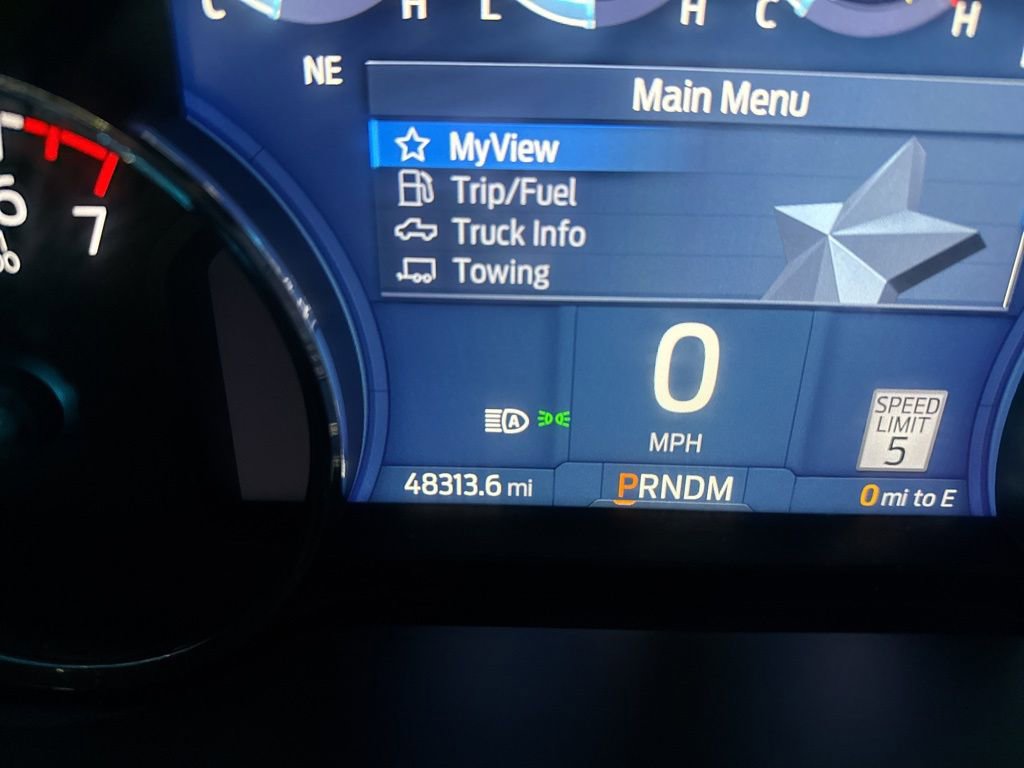 C H L H C H
NE
Main Menu
MyView
Trip/Fuel
Truck Info
Towing
6
7
0
MPH
A
SPEED
LIMIT
5
48313.6 mi
PRNDM
0 mi to E